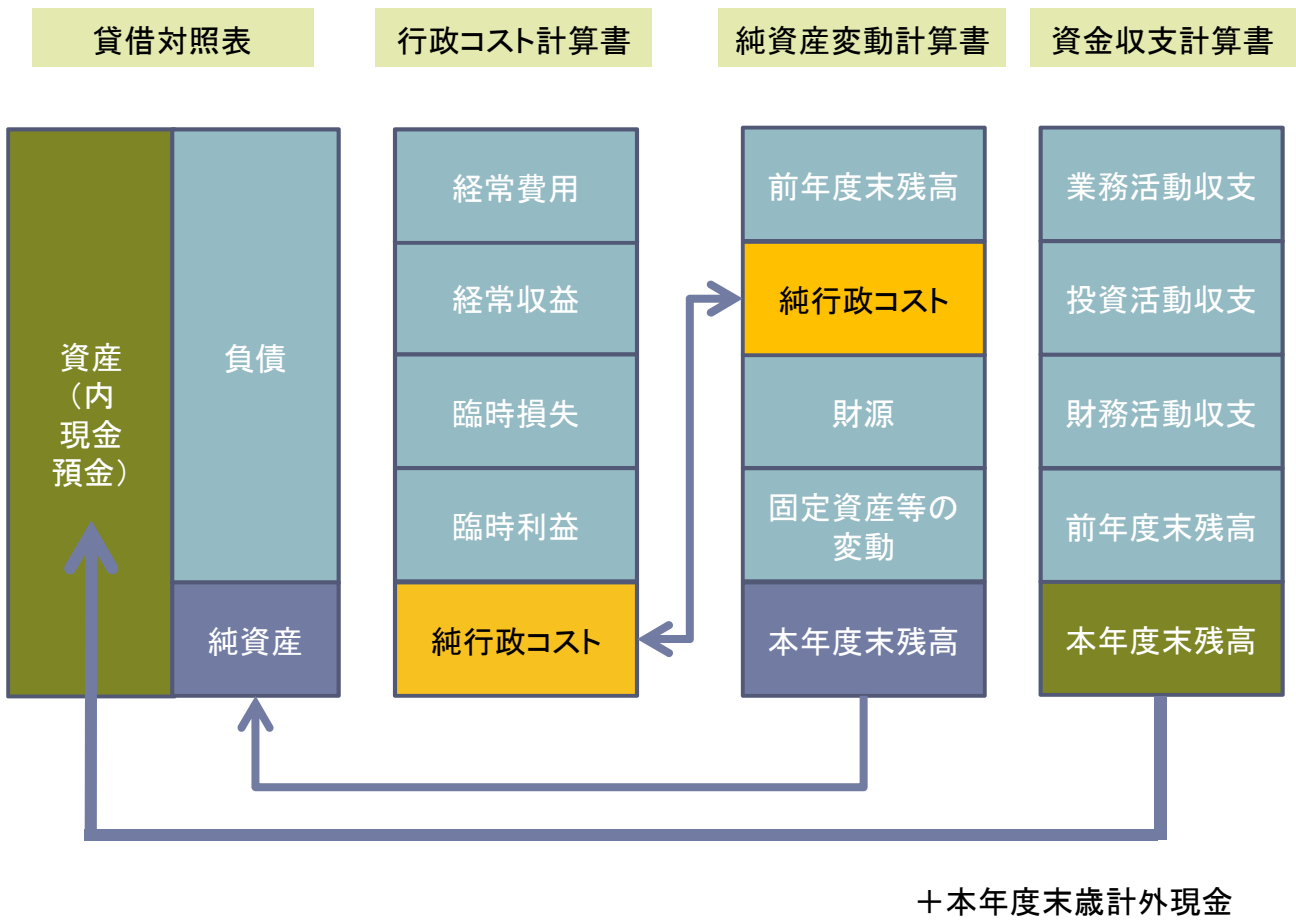 貸借対照表
行政コスト計算書
純資産変動計算書
資金収支計算書
資産
（内
現金
預金）
負債
純資産
経常費用
経常収益
臨時損失
臨時利益
純行政コスト
前年度末残高
純行政コスト
財源
固定資産等の
変動
本年度末残高
業務活動収支
投資活動収支
財務活動収支
前年度末残高
本年度末残高
＋本年度末歳計外現金